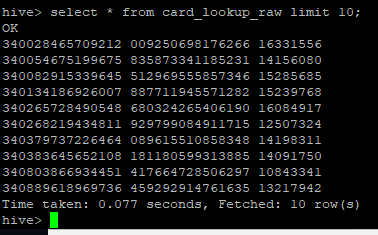 hive> select * from card_lookup_raw limit 10;
OK
340028465709212 009250698176266 16331556
340054675199675 835873341185231 14156080
340082915339645 512969555857346 15285685
340134186926007 887711945571282 15239768
340265728490548 680324265406190 16084917
340268219434811 929799084911715 12507324
340379737226464 089615510858348 14198311
340383645652108 181180599313885 14091750
340803866934451 417664728506297 10843341
340889618969736 459292914761635 13217942
Time taken: 0.077 seconds, Fetched: 10 row(s)
hive>